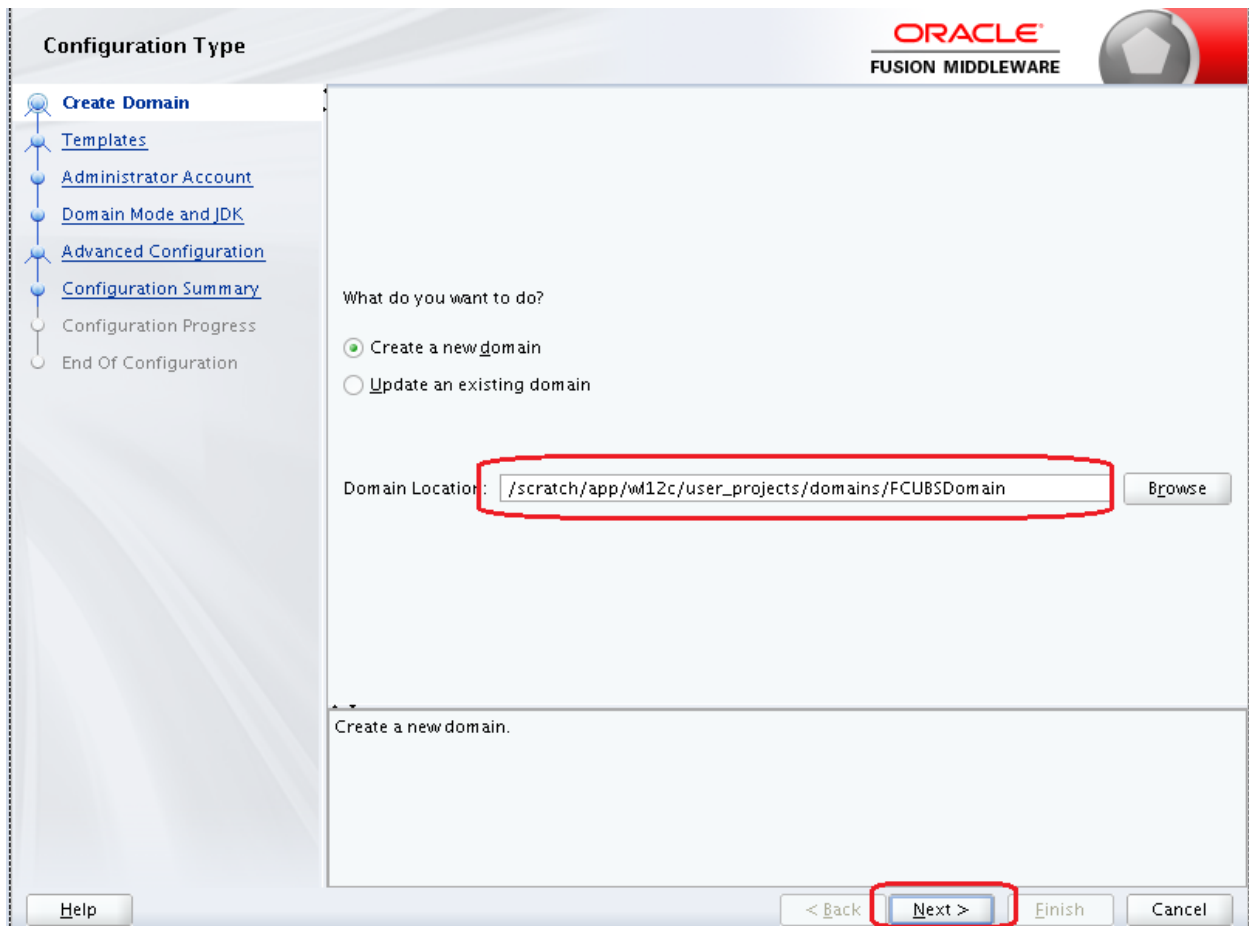 Configuration Type
ORACLE
FUSION MIDDLEWARE
Create Domain
Templates
Administrator Account
Domain Mode and JDK
Advanced Configuration
Configuration Summary
Configuration Progress
End Of Configuration
What do you want to do?
Create a new domain
Update an existing domain
Domain Location: /scratch/app/wl12c/user_projects/domains/FCUBSDomain Browse
Create a new domain.
Help < Back Next > Finish Cancel